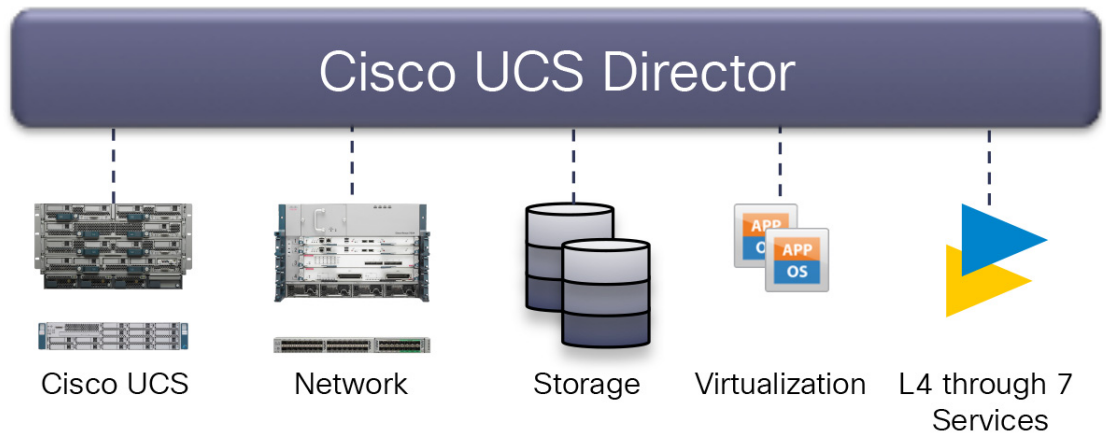 Cisco UCS Director
APP
OS
APP
OS
Cisco UCS
Network
Storage
Virtualization
L4 through 7
Services